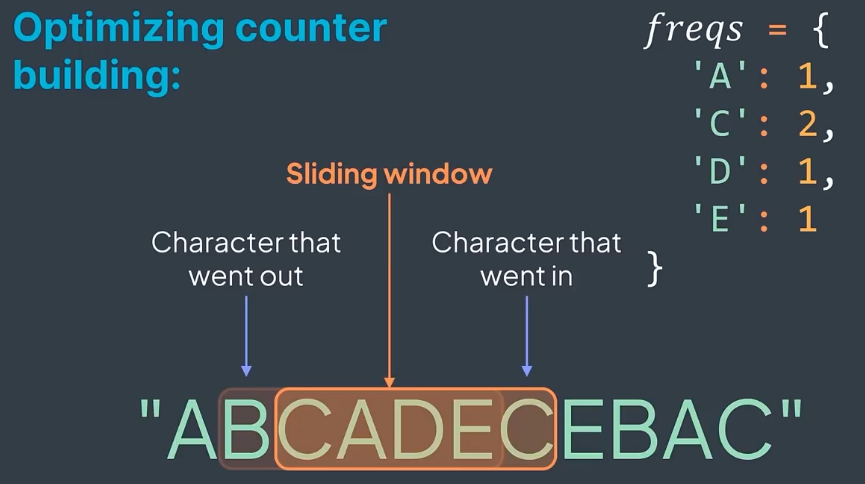 Optimizing counter
building:
freqs = {
'A': 1,
'C': 2,
'D': 1,
'E': 1
}
Sliding window
Character that
went out
Character that
went in
"ABCADECEBAC"